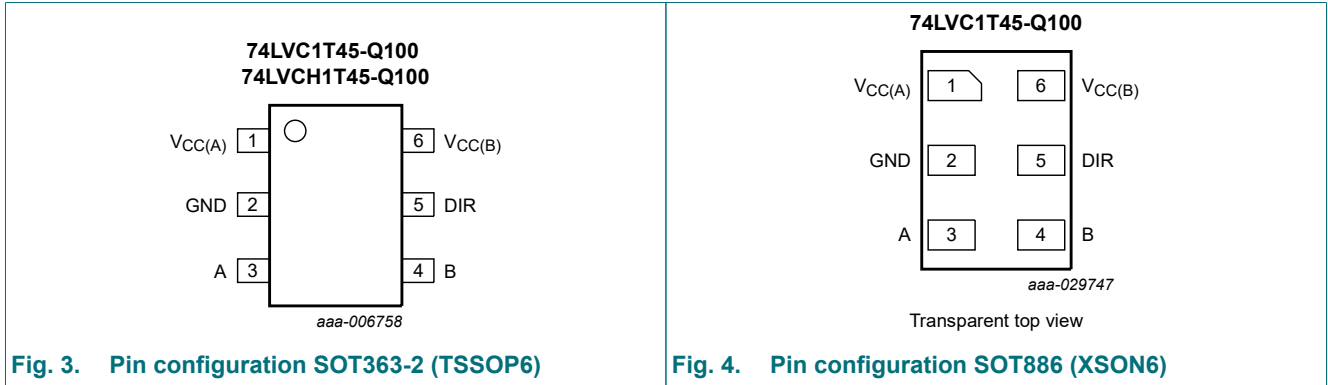 74LVC1T45-Q100
74LVCH1T45-Q100
VCC(A) 1 6 VCC(B)
GND 2 5 DIR
A 3 4 B
aaa-006758
Fig. 3. Pin configuration SOT363-2 (TSSOP6)
74LVC1T45-Q100
VCC(A) 1 6 VCC(B)
GND 2 5 DIR
A 3 4 B
aaa-029747
Transparent top view
Fig. 4. Pin configuration SOT886 (XSON6)